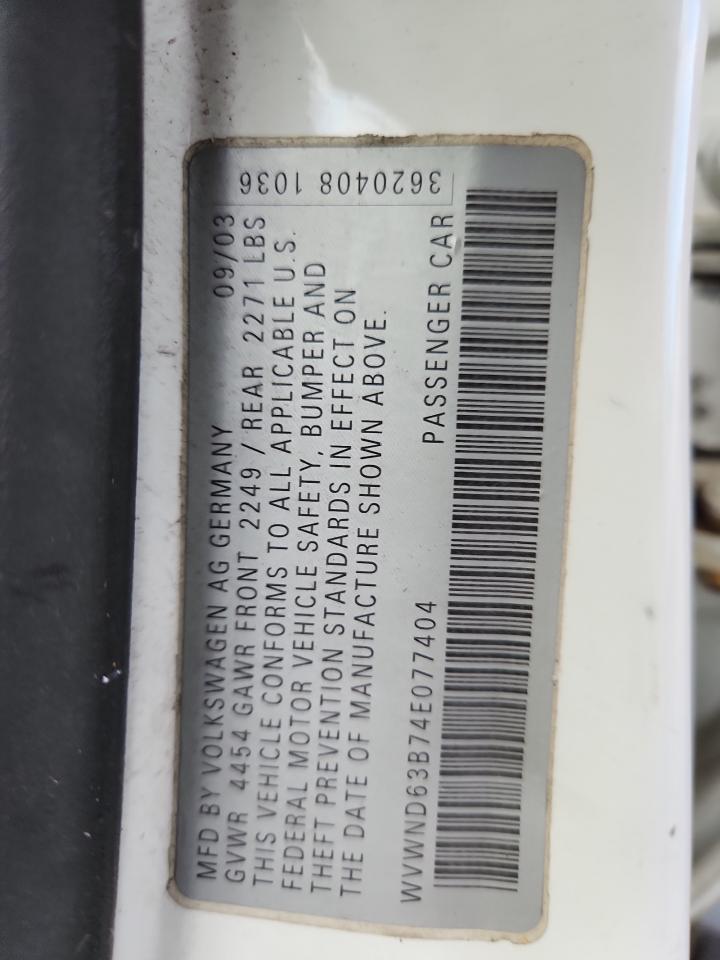 MFD BY VOLKSWAGEN AG GERMANY 09/03
GVWR 4454 GAWR FRONT 2249 / REAR 2271 LBS
THIS VEHICLE CONFORMS TO ALL APPLICABLE U.S.
FEDERAL MOTOR VEHICLE SAFETY, BUMPER AND
THEFT PREVENTION STANDARDS IN EFFECT ON
THE DATE OF MANUFACTURE SHOWN ABOVE.
WVWND63B74E077404 PASSENGER CAR
3620408 1036